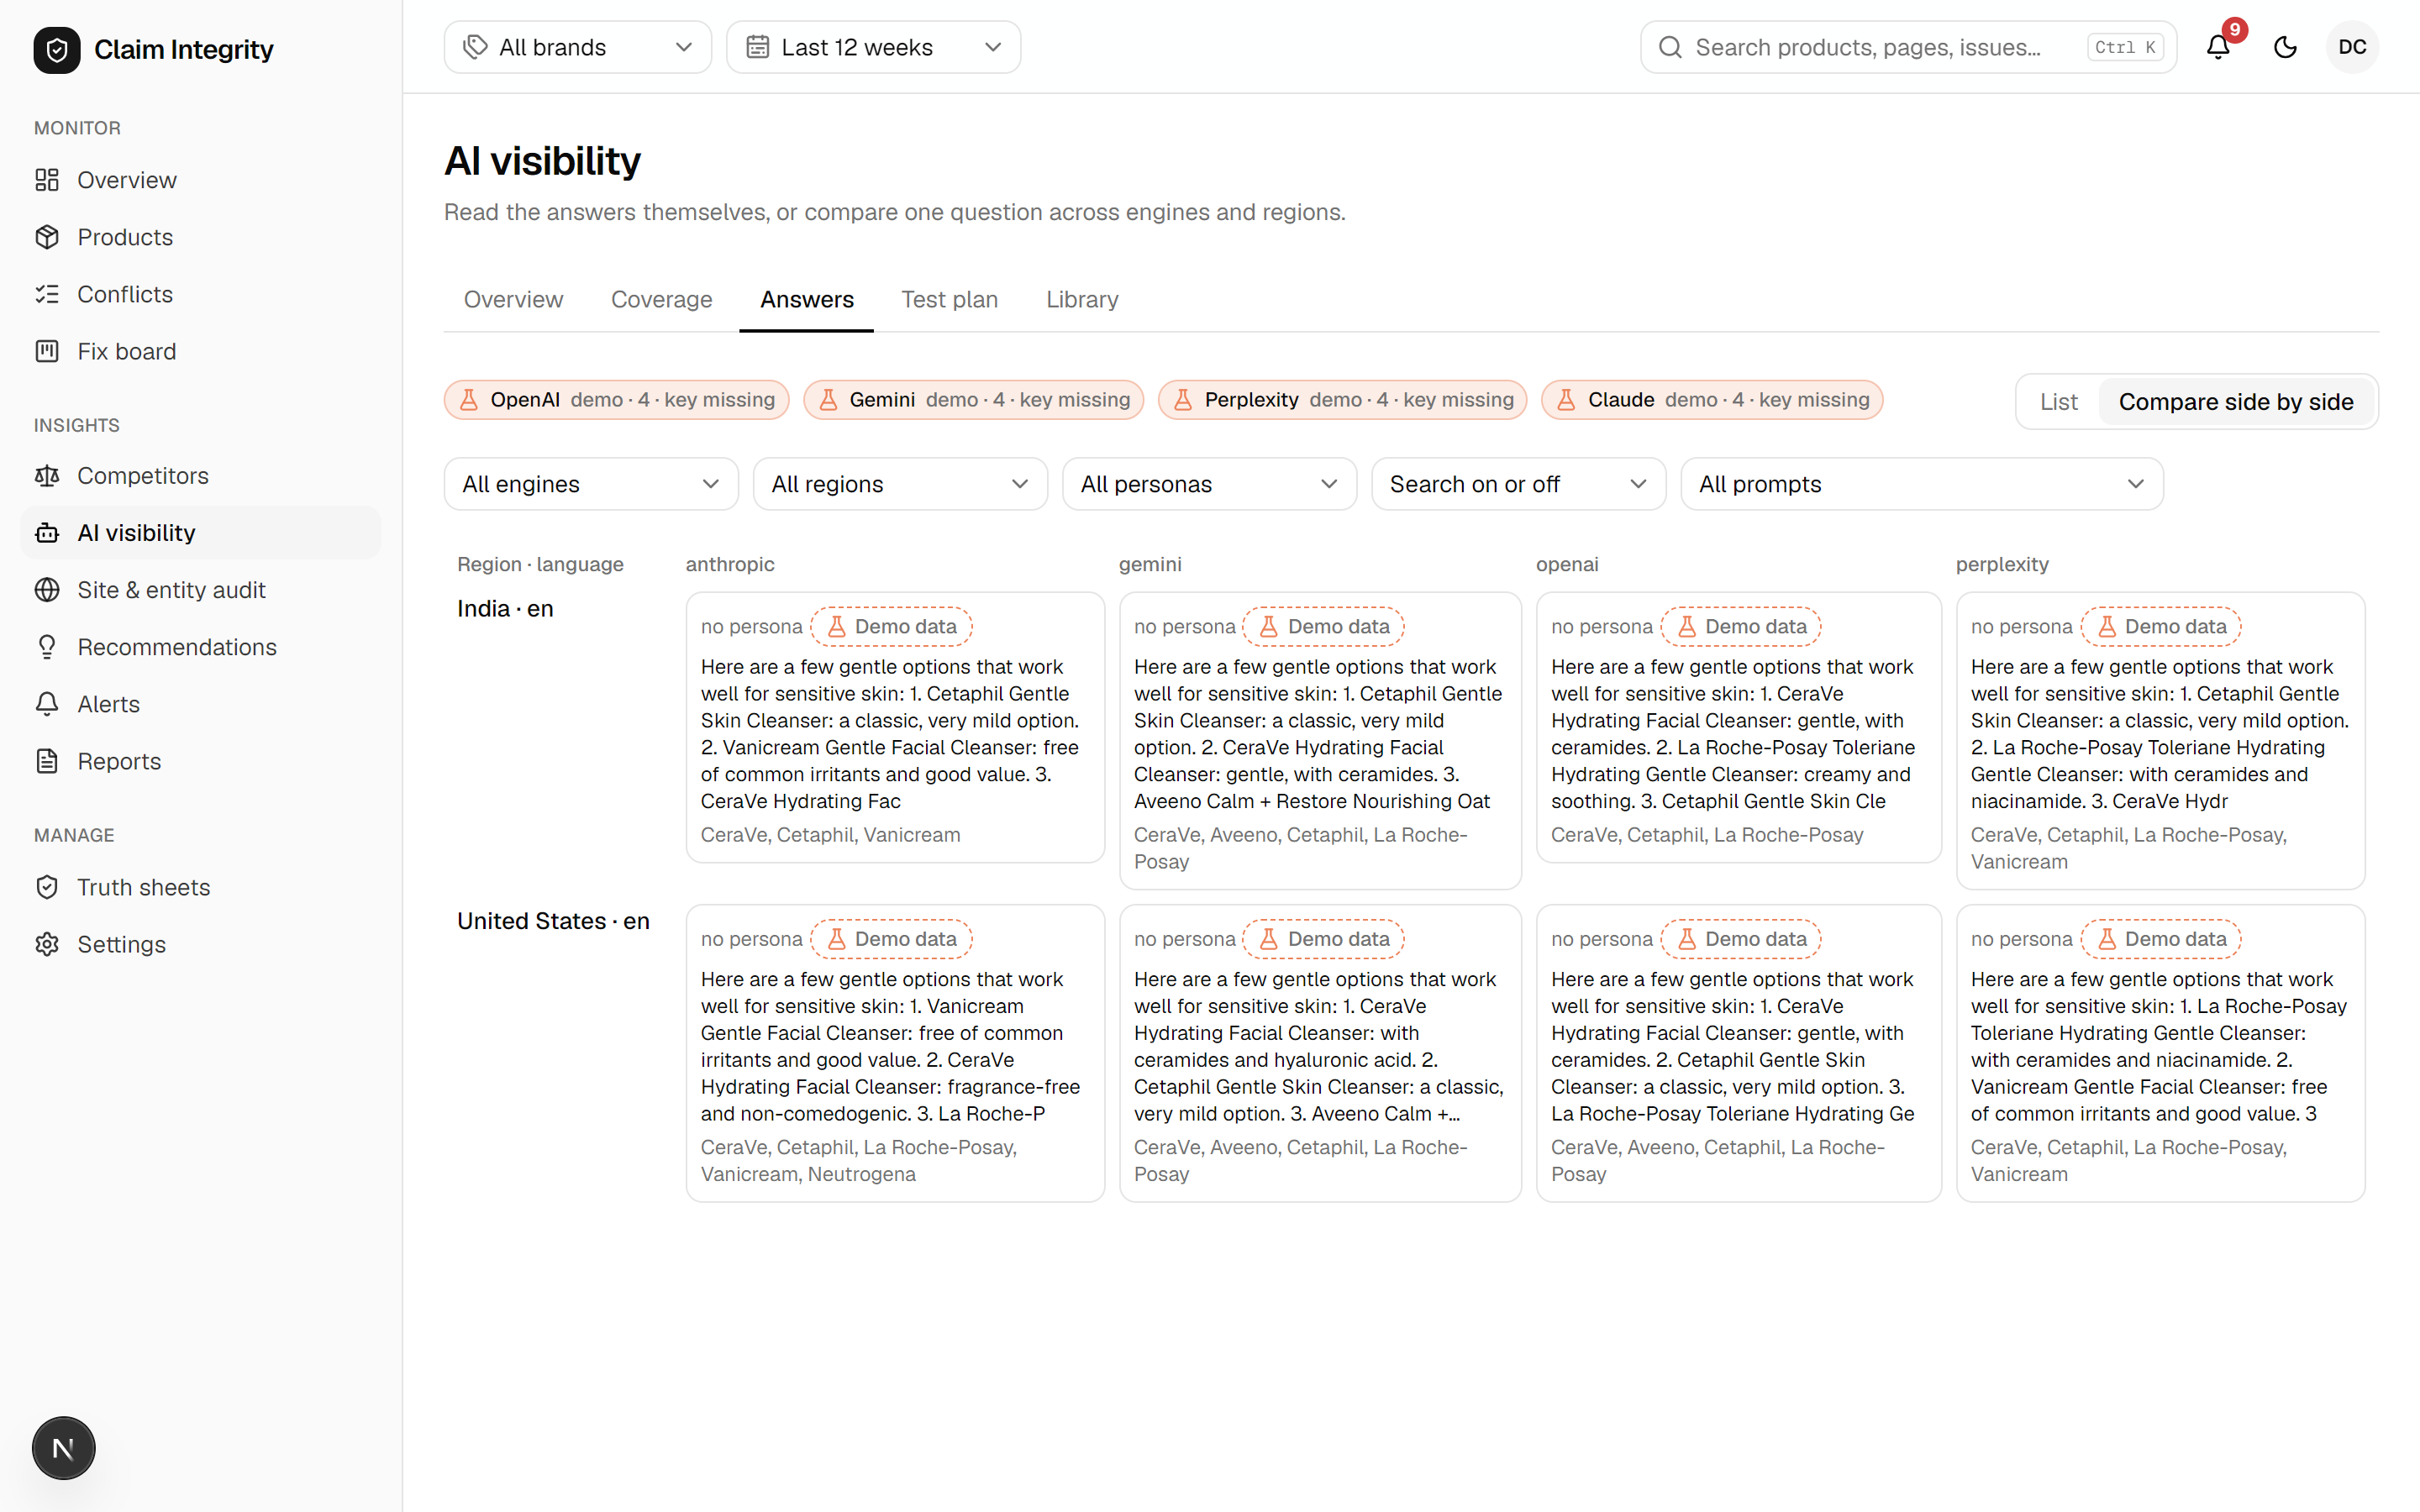 Claim Integrity
All brands
Last 12 weeks
Search products, pages, issues...
Ctrl K
9
DC
MONITOR
Overview
Products
Conflicts
Fix board
INSIGHTS
Competitors
AI visibility
Site & entity audit
Recommendations
Alerts
Reports
MANAGE
Truth sheets
Settings
N
AI visibility
Read the answers themselves, or compare one question across engines and regions.
Overview
Coverage
Answers
Test plan
Library
OpenAI demo · 4 · key missing
Gemini demo · 4 · key missing
Perplexity demo · 4 · key missing
Claude demo · 4 · key missing
List
Compare side by side
All engines
All regions
All personas
Search on or off
All prompts
Region · language
anthropic
gemini
openai
perplexity
India · en
no persona
Demo data
Here are a few gentle options that work
well for sensitive skin: 1. Cetaphil Gentle
Skin Cleanser: a classic, very mild option.
2. Vanicream Gentle Facial Cleanser: free
of common irritants and good value. 3.
CeraVe Hydrating Fac
CeraVe, Cetaphil, Vanicream
no persona
Demo data
Here are a few gentle options that work
well for sensitive skin: 1. Cetaphil Gentle
Skin Cleanser: a classic, very mild
option. 2. CeraVe Hydrating Facial
Cleanser: gentle, with ceramides. 3.
Aveeno Calm + Restore Nourishing Oat
CeraVe, Aveeno, Cetaphil, La Roche-
Posay
no persona
Demo data
Here are a few gentle options that work
well for sensitive skin: 1. CeraVe
Hydrating Facial Cleanser: gentle, with
ceramides. 2. La Roche-Posay Toleriane
Hydrating Gentle Cleanser: creamy and
soothing. 3. Cetaphil Gentle Skin Cle
CeraVe, Cetaphil, La Roche-Posay
no persona
Demo data
Here are a few gentle options that work
well for sensitive skin: 1. Cetaphil Gentle
Skin Cleanser: a classic, very mild option.
2. La Roche-Posay Toleriane Hydrating
Gentle Cleanser: with ceramides and
niacinamide. 3. CeraVe Hydr
CeraVe, Cetaphil, La Roche-Posay,
Vanicream
United States · en
no persona
Demo data
Here are a few gentle options that work
well for sensitive skin: 1. Vanicream
Gentle Facial Cleanser: free of common
irritants and good value. 2. CeraVe
Hydrating Facial Cleanser: fragrance-free
and non-comedogenic. 3. La Roche-P
CeraVe, Cetaphil, La Roche-Posay,
Vanicream, Neutrogena
no persona
Demo data
Here are a few gentle options that work
well for sensitive skin: 1. CeraVe
Hydrating Facial Cleanser: with
ceramides and hyaluronic acid. 2.
Cetaphil Gentle Skin Cleanser: a classic,
very mild option. 3. Aveeno Calm +...
CeraVe, Aveeno, Cetaphil, La Roche-
Posay
no persona
Demo data
Here are a few gentle options that work
well for sensitive skin: 1. CeraVe
Hydrating Facial Cleanser: gentle, with
ceramides. 2. Cetaphil Gentle Skin
Cleanser: a classic, very mild option. 3.
La Roche-Posay Toleriane Hydrating Ge
CeraVe, Aveeno, Cetaphil, La Roche-
Posay
no persona
Demo data
Here are a few gentle options that work
well for sensitive skin: 1. La Roche-Posay
Toleriane Hydrating Gentle Cleanser:
with ceramides and niacinamide. 2.
Vanicream Gentle Facial Cleanser: free
of common irritants and good value. 3
CeraVe, Cetaphil, La Roche-Posay,
Vanicream